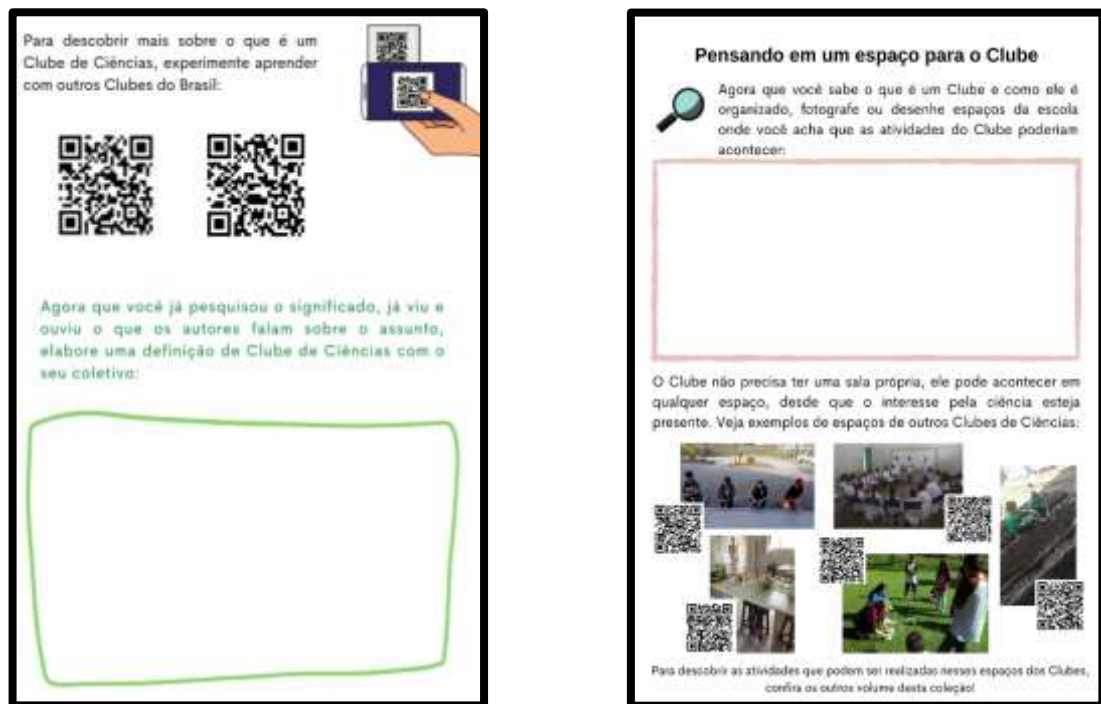 Para descobrir mais sobre o que é um
Clube de Ciências, experimente aprender
com outros Clubes do Brasil:
Agora que você já pesquisou o significado, já viu e
ouviu o que os autores falam sobre o assunto,
elabore uma definição de Clube de Ciências com o
seu coletivo:
Pensando em um espaço para o Clube
Agora que você sabe o que é um Clube e como ele é
organizado, fotografe ou desenhe espaços da escola
onde você acha que as atividades do Clube poderiam
acontecer:
O Clube não precisa ter uma sala própria, ele pode acontecer em
qualquer espaço, desde que o interesse pela ciência esteja
presente. Veja exemplos de espaços de outros Clubes de Ciências:
Para descobrir as atividades que podem ser realizadas nesses espaços dos Clubes,
confira os outros volume desta coleção!